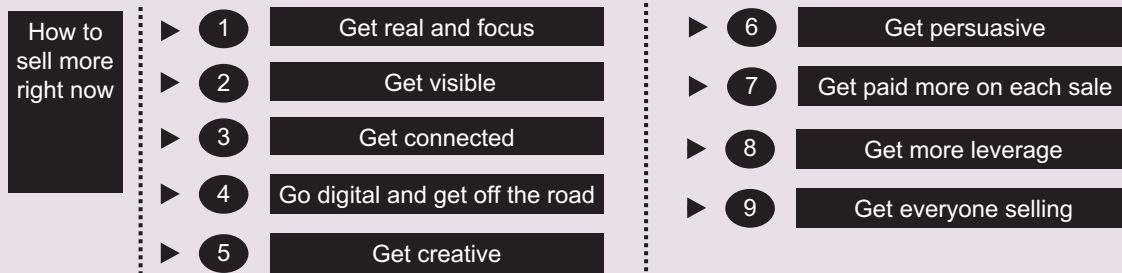 How to
sell more
right now
1 Get real and focus
2 Get visible
3 Get connected
4 Go digital and get off the road
5 Get creative
6 Get persuasive
7 Get paid more on each sale
8 Get more leverage
9 Get everyone selling